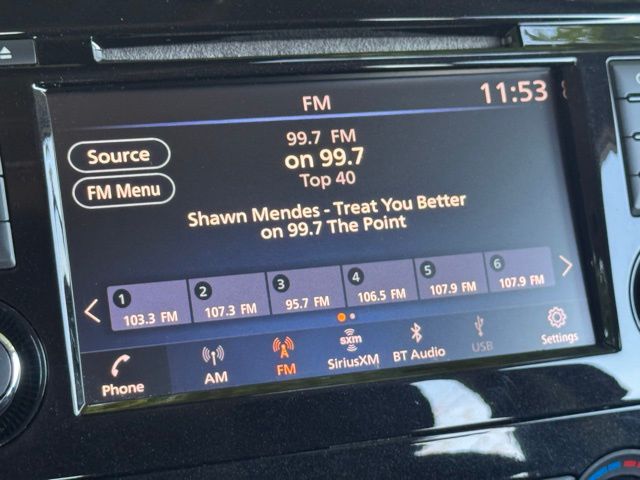 FM
11:53
99.7 FM
on 99.7
Top 40
Source
FM Menu
Shawn Mendes - Treat You Better
on 99.7 The Point
1 2 3 4 5 6
103.3 FM 107.3 FM 95.7 FM 106.5 FM 107.9 FM 107.9 FM
Phone AM FM sxm SiriusXM BT Audio USB Settings